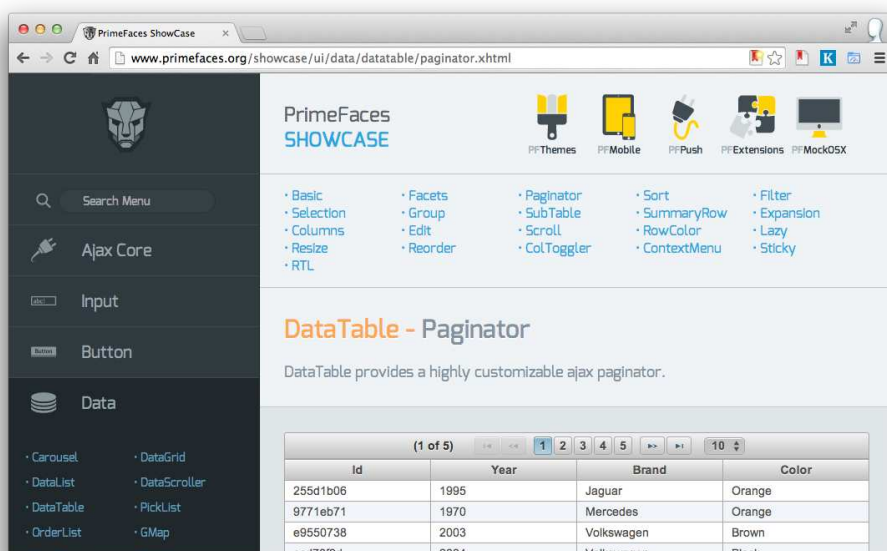 PrimeFaces ShowCase
www.primefaces.org/showcase/ui/data/datatable/paginator.xhtml
K
PrimeFaces
SHOWCASE
PFThemes
PFMobile
PFPush
PFExtensions
PFMockOSX
Search Menu
Ajax Core
Input
Button
Button
Data
· Carousel · DataGrid
· DataList · DataScroller
· DataTable · PickList
· OrderList · GMap
· Basic · Facets · Paginator · Sort · Filter
· Selection · Group · SubTable · SummaryRow · Expansion
· Columns · Edit · Scroll · RowColor · Lazy
· Resize · Reorder · ColToggler · ContextMenu · Sticky
· RTL
DataTable - Paginator
DataTable provides a highly customizable ajax paginator.
(1 of 5) 1 2 3 4 5 10
Id Year Brand Color
255d1b06 1995 Jaguar Orange
9771eb71 1970 Mercedes Orange
e9550738 2003 Volkswagen Brown